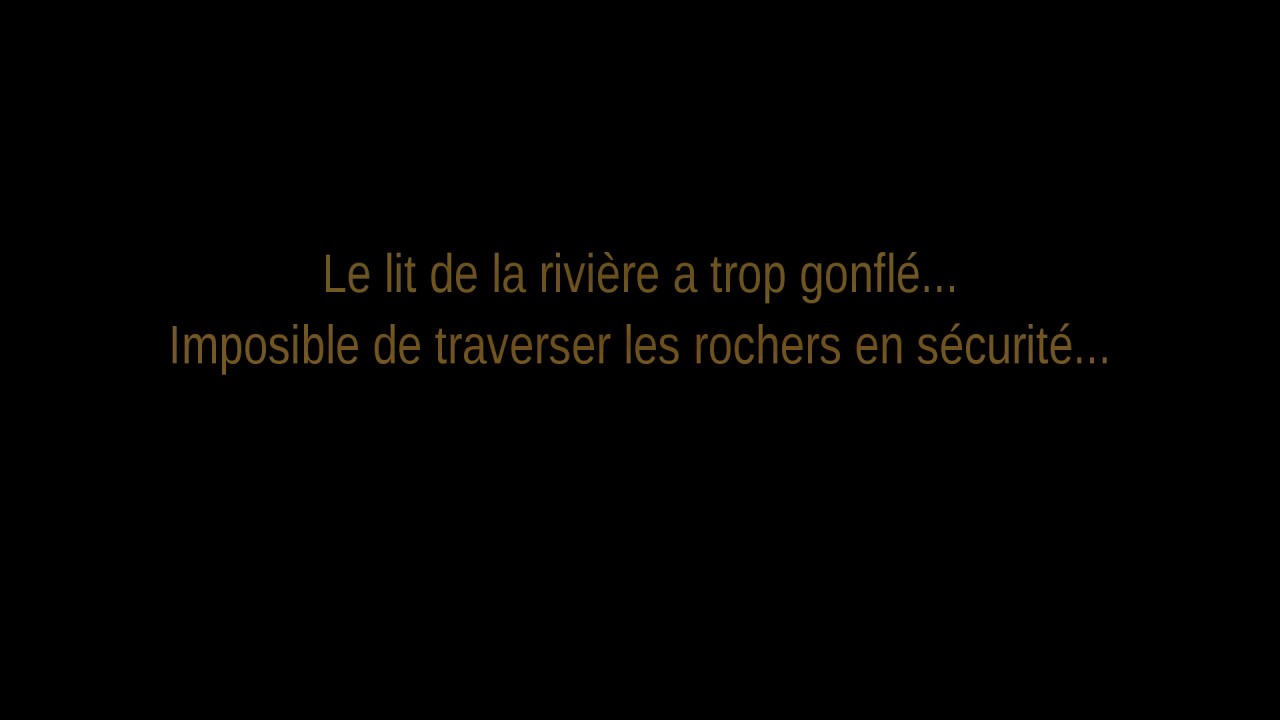 Le lit de la rivière a trop gonflé...
Imposible de traverser les rochers en sécurité...